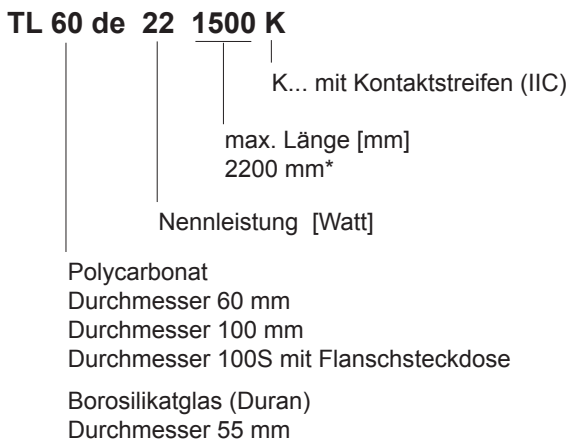 TL 60 de 22 1500 K
K... mit Kontaktstreifen (IIC)
max. Länge [mm]
2200 mm*
Nennleistung [Watt]
Polycarbonat
Durchmesser 60 mm
Durchmesser 100 mm
Durchmesser 100S mit Flanschsteckdose
Borosilikatglas (Duran)
Durchmesser 55 mm